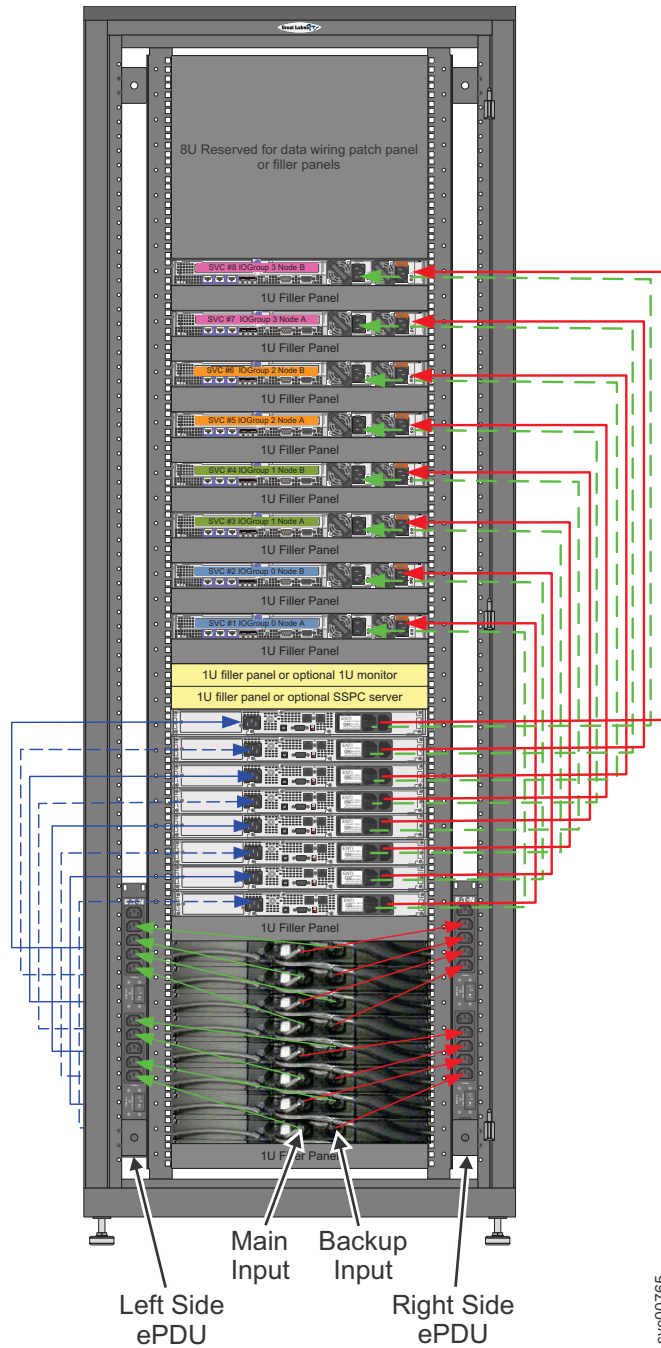 Great Lakes
8U Reserved for data wiring patch panel
or filler panels
SVC #8 IOGroup 3 Node B
1U Filler Panel
SVC #7 IOGroup 3 Node A
1U Filler Panel
SVC #6 IOGroup 2 Node B
1U Filler Panel
SVC #5 IOGroup 2 Node A
1U Filler Panel
SVC #4 IOGroup 1 Node B
1U Filler Panel
SVC #3 IOGroup 1 Node A
1U Filler Panel
SVC #2 IOGroup 0 Node B
1U Filler Panel
SVC #1 IOGroup 0 Node A
1U Filler Panel
1U filler panel or optional 1U monitor
1U filler panel or optional SSPC server
1U Filler Panel
1U Filler Panel
Main
Input
Backup
Input
Left Side
ePDU
Right Side
ePDU
svc00765